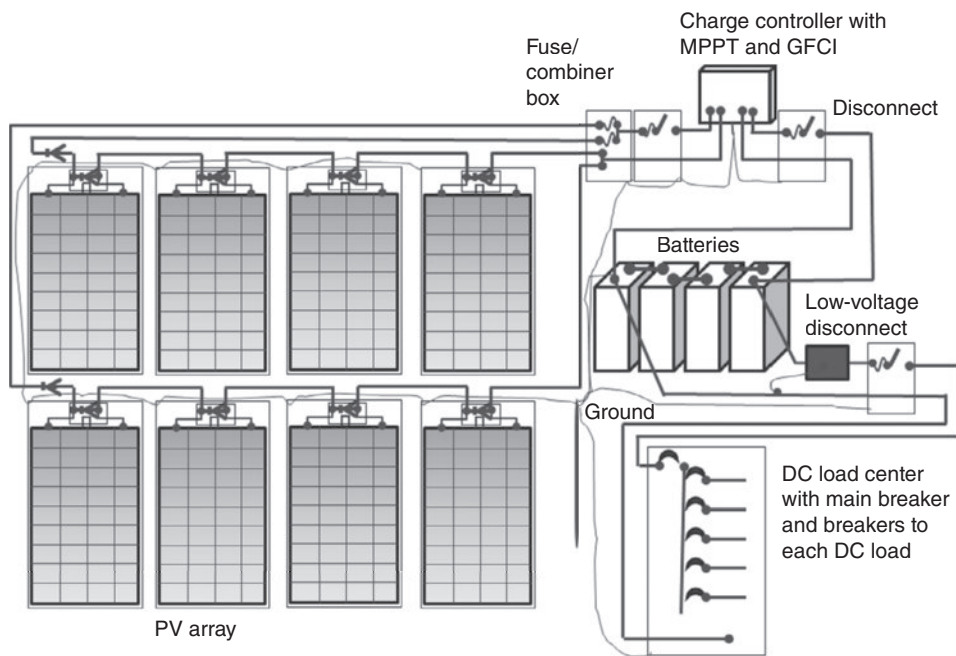 Charge controller with
MPPT and GFCI
Fuse/
combiner
box
Disconnect
Batteries
Low-voltage
disconnect
Ground
DC load center
with main breaker
and breakers to
each DC load
PV array